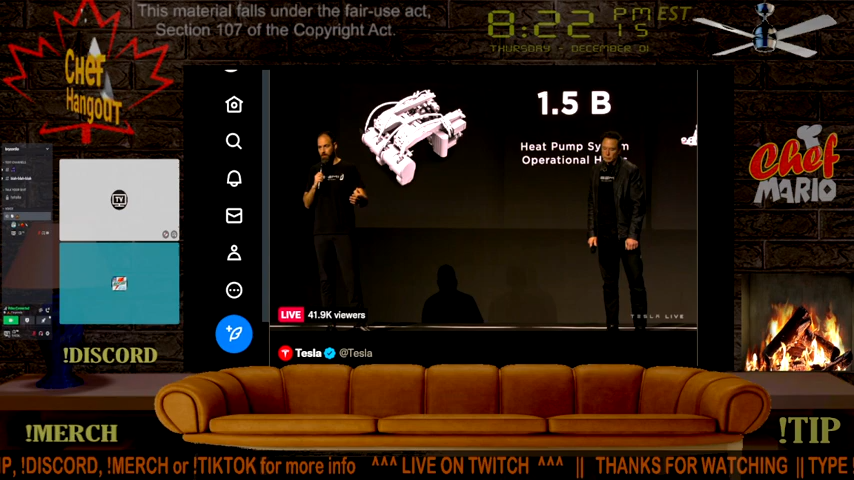 This material falls under the fair-use act,
Section 107 of the Copyright Act.
8:22 PM EST
15
THURSDAY - DECEMBER 01
Chef
Hangout
1.5 B
Heat Pump System
Operational H
Chef
MARIO
TV
LIVE 41.9K viewers
TESLA LIVE
Tesla @Tesla
!DISCORD
!MERCH
!TIP
IP, !DISCORD, !MERCH or !TIKTOK for more info ^^^ LIVE ON TWITCH ^^^ || THANKS FOR WATCHING || TYPE